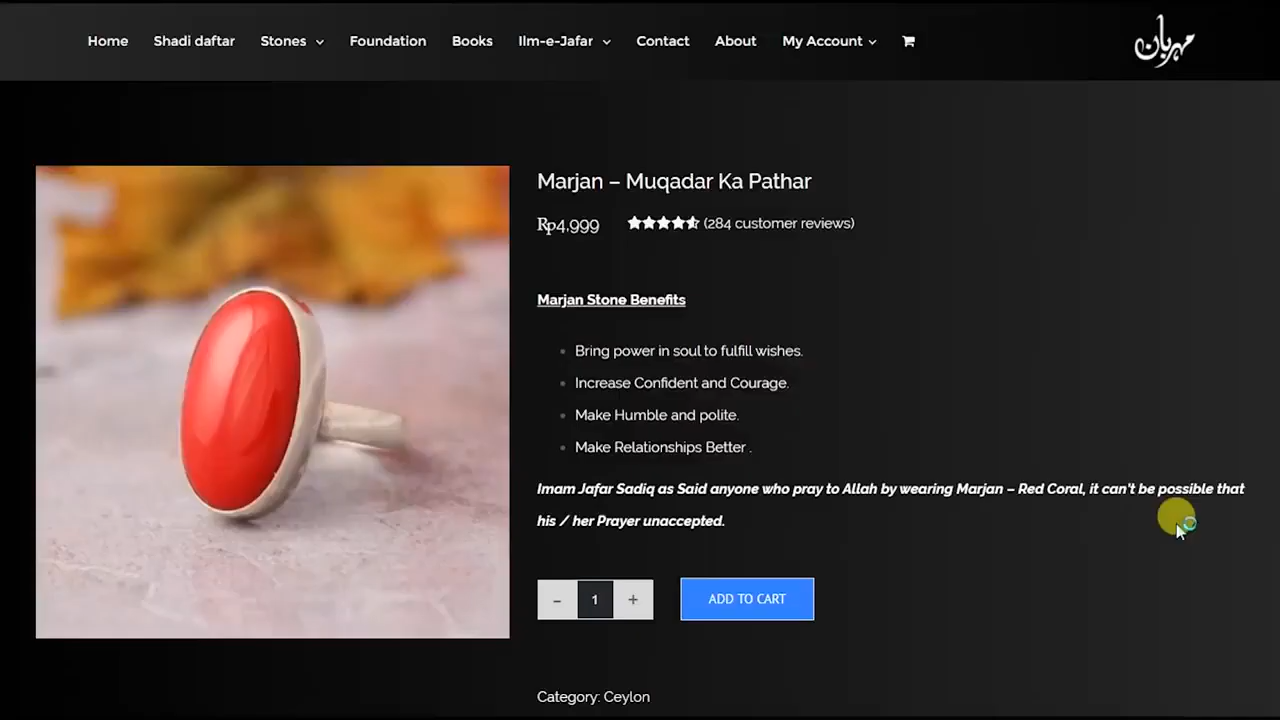 Home Shadi daftar Stones Foundation Books Ilm-e-Jafar Contact About My Account
مہربان
Marjan – Muqadar Ka Pathar
₨4,999 (284 customer reviews)
Marjan Stone Benefits
Bring power in soul to fulfill wishes.
Increase Confident and Courage.
Make Humble and polite.
Make Relationships Better .
Imam Jafar Sadiq as Said anyone who pray to Allah by wearing Marjan – Red Coral, it can't be possible that
his / her Prayer unaccepted.
- 1 + ADD TO CART
Category: Ceylon